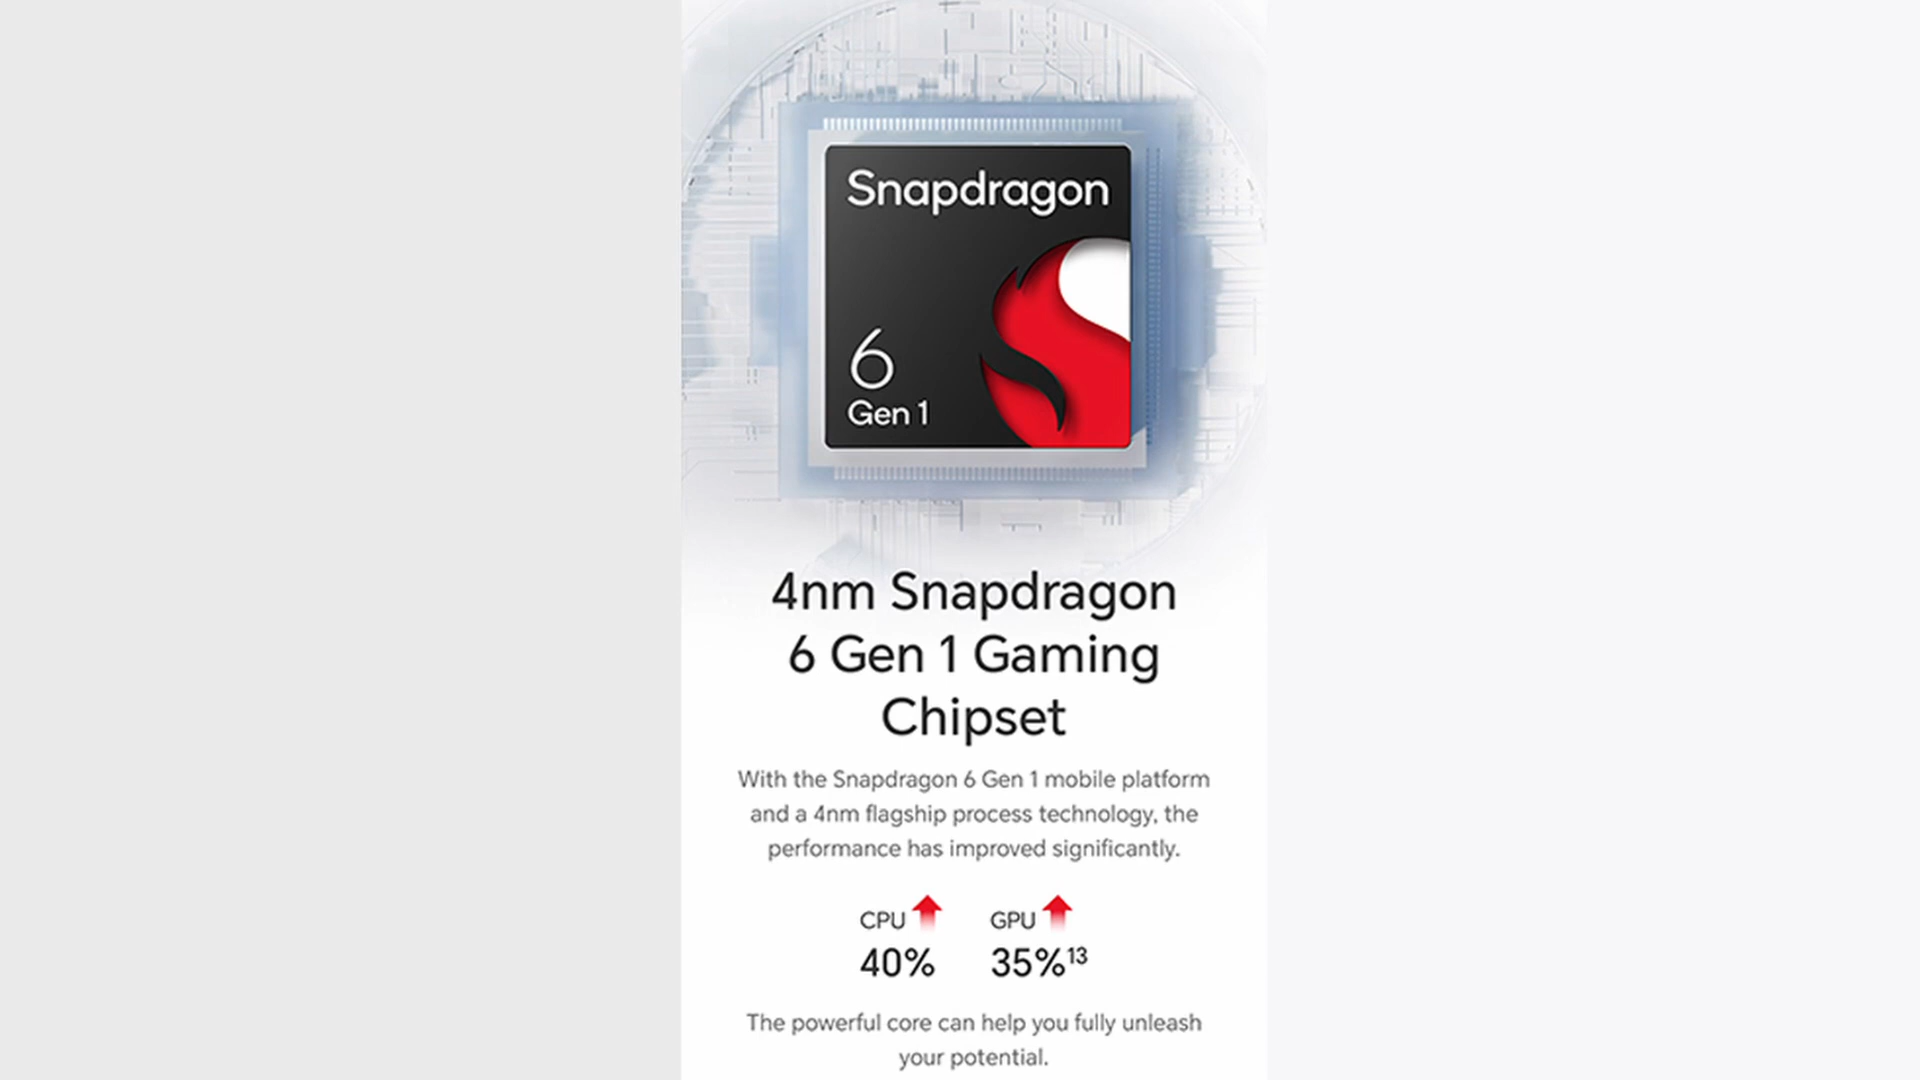 Snapdragon
6
Gen 1
4nm Snapdragon
6 Gen 1 Gaming
Chipset
With the Snapdragon 6 Gen 1 mobile platform
and a 4nm flagship process technology, the
performance has improved significantly.
CPU GPU
40% 35%¹³
The powerful core can help you fully unleash
your potential.